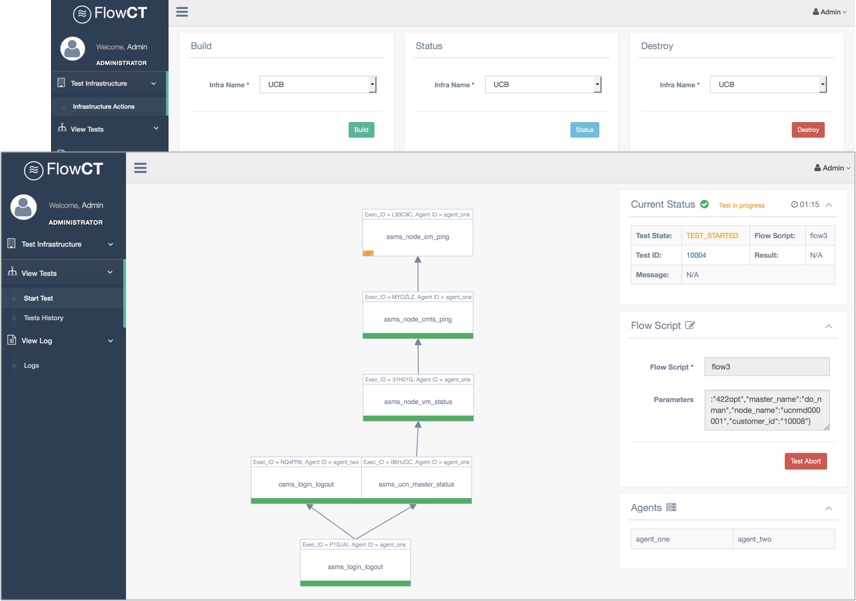 FlowCT
Admin
Welcome, Admin
ADMINISTRATOR
Test Infrastructure
Infrastructure Actions
View Tests
Build
Infra Name *
UCB
Build
Status
Infra Name *
UCB
Status
Destroy
Infra Name *
UCB
Destroy
FlowCT
Admin
Welcome, Admin
ADMINISTRATOR
Test Infrastructure
View Tests
Start Test
Tests History
View Log
Logs
Exec_ID = L93C9C, Agent ID = agent_one
asms_node_cm_ping
Exec_ID = MYOZLZ, Agent ID = agent_one
asms_node_cmts_ping
Exec_ID = 31H01G, Agent ID = agent_one
asms_node_vm_status
Exec_ID = NQ4PR6, Agent ID = agent_two
osms_login_logout
Exec_ID = B6HJCC, Agent ID = agent_one
asms_ucn_master_status
Exec_ID = P1GJAI, Agent ID = agent_one
asms_login_logout
Current Status
Test in progress
01:15
Test State: TEST_STARTED Flow Script: flow3
Test ID: 10004 Result: N/A
Message: N/A
Flow Script
Flow Script * flow3
Parameters
:"422opt","master_name":"do_n
man","node_name":"ucnmd000
001","customer_id":"10008"}
Test Abort
Agents
agent_one agent_two